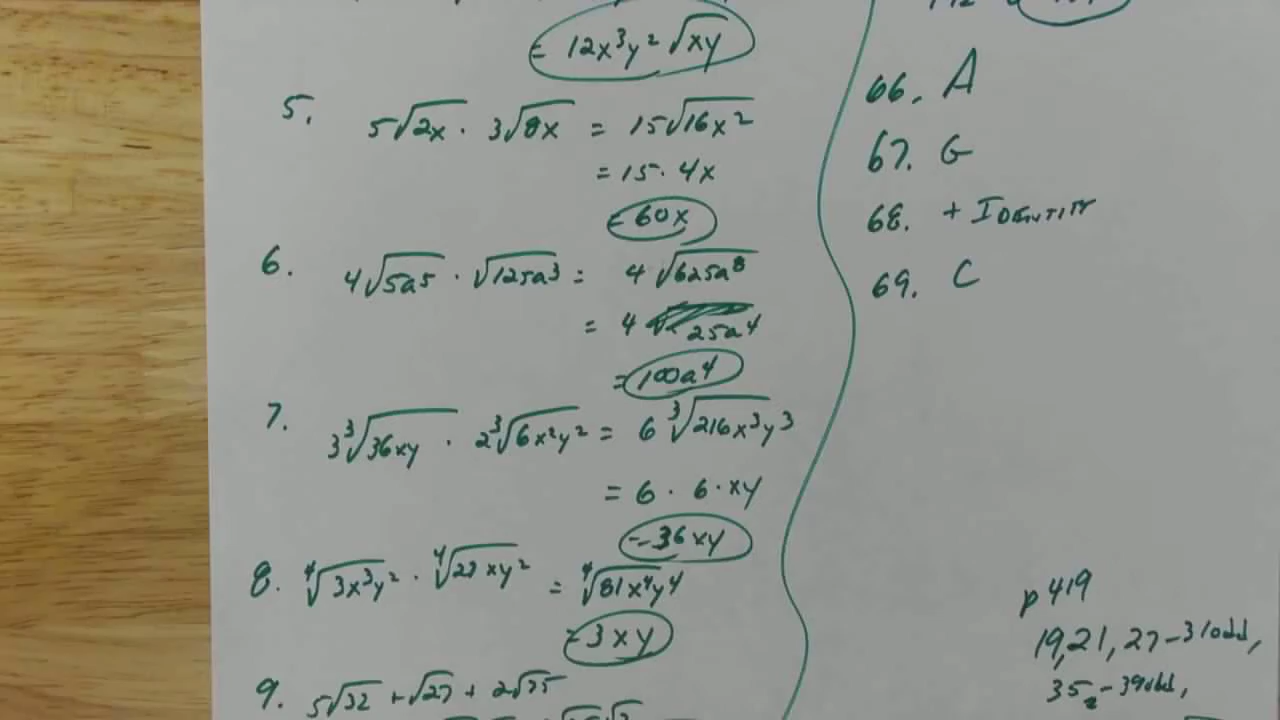 = 12x³y² √xy
5. 5√2x · 3√8x = 15√16x²
= 15 · 4x
= 60x
6. 4√5a⁵ · √125a³ = 4√625a⁸
= 4 25a⁴
= 100a⁴
7. 3∛36xy · 2∛6x²y² = 6∛216x³y³
= 6 · 6 · xy
= 36xy
8. ∜3x³y² · ∜27xy² = ∜81x⁴y⁴
= 3xy
9. 5√32 + √27 + 2√75
66. A
67. G
68. + IDENTITY
69. C
p 419
19, 21, 27-31 odd,
35-39 odd,